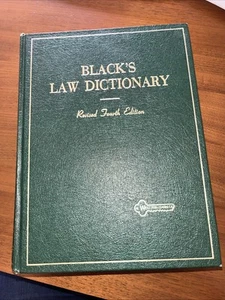 BLACK'S
LAW DICTIONARY
Revised Fourth Edition